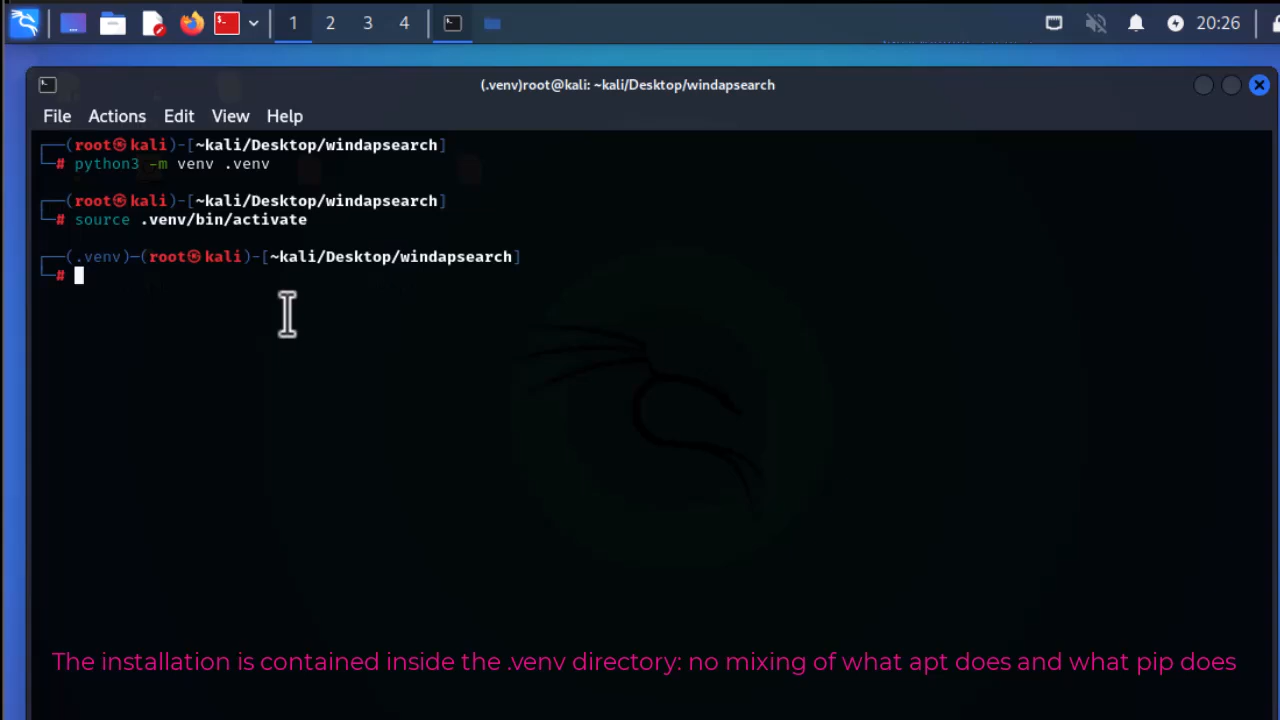 1 2 3 4 20:26
(.venv)root@kali: ~kali/Desktop/windapsearch
File Actions Edit View Help
┌──(root㉿kali)-[~kali/Desktop/windapsearch]
└─# python3 -m venv .venv
┌──(root㉿kali)-[~kali/Desktop/windapsearch]
└─# source .venv/bin/activate
┌──(.venv)─(root㉿kali)-[~kali/Desktop/windapsearch]
└─#
The installation is contained inside the .venv directory: no mixing of what apt does and what pip does